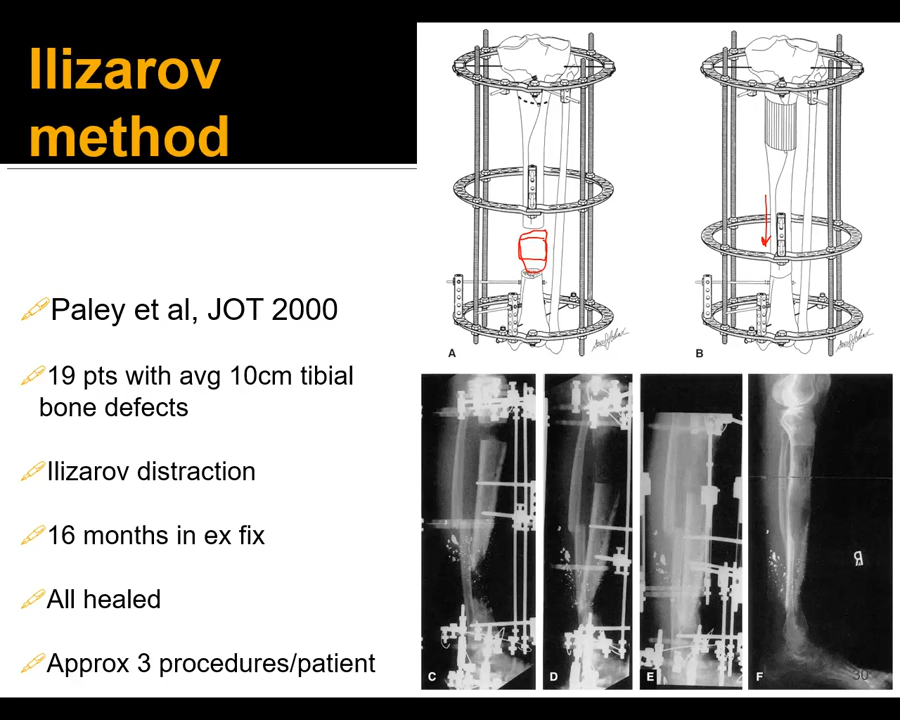 Ilizarov
method
Paley et al, JOT 2000
19 pts with avg 10cm tibial
bone defects
Ilizarov distraction
16 months in ex fix
All healed
Approx 3 procedures/patient
A
B
C
D
E
F
R
30